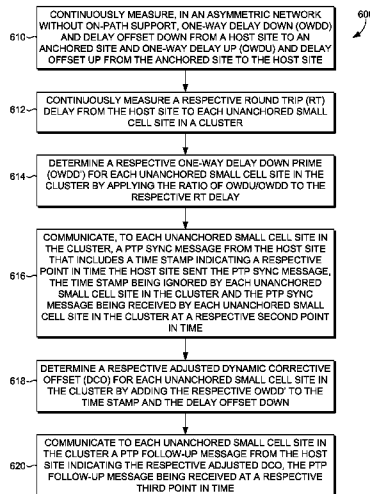 600
610
CONTINUOUSLY MEASURE, IN AN ASYMMETRIC NETWORK
WITHOUT ON-PATH SUPPORT, ONE-WAY DELAY DOWN (OWDD)
AND DELAY OFFSET DOWN FROM A HOST SITE TO AN
ANCHORED SITE AND ONE-WAY DELAY UP (OWDU) AND DELAY
OFFSET UP FROM THE ANCHORED SITE TO THE HOST SITE
612
CONTINUOUSLY MEASURE A RESPECTIVE ROUND TRIP (RT)
DELAY FROM THE HOST SITE TO EACH UNANCHORED SMALL
CELL SITE IN A CLUSTER
614
DETERMINE A RESPECTIVE ONE-WAY DELAY DOWN PRIME
(OWDD') FOR EACH UNANCHORED SMALL CELL SITE IN
THE CLUSTER BY APPLYING THE RATIO OF OWDU/OWDD TO THE
RESPECTIVE RT DELAY
616
COMMUNICATE, TO EACH UNANCHORED SMALL CELL SITE IN
THE CLUSTER, A PTP SYNC MESSAGE FROM THE HOST SITE
THAT INCLUDES A TIME STAMP INDICATING A RESPECTIVE
POINT IN TIME THE HOST SITE SENT THE PTP SYNC MESSAGE,
THE TIME STAMP BEING IGNORED BY EACH UNANCHORED
SMALL CELL SITE IN THE CLUSTER AND THE PTP SYNC
MESSAGE BEING RECEIVED BY EACH UNANCHORED SMALL
CELL SITE IN THE CLUSTER AT A RESPECTIVE SECOND POINT
IN TIME
618
DETERMINE A RESPECTIVE ADJUSTED DYNAMIC CORRECTIVE
OFFSET (DCO) FOR EACH UNANCHORED SMALL CELL SITE IN
THE CLUSTER BY ADDING THE RESPECTIVE OWDD' TO
THE TIME STAMP AND THE DELAY OFFSET DOWN
620
COMMUNICATE TO EACH UNANCHORED SMALL CELL SITE IN
THE CLUSTER A PTP FOLLOW-UP MESSAGE FROM THE HOST
SITE INDICATING THE RESPECTIVE ADJUSTED DCO, THE PTP
FOLLOW-UP MESSAGE BEING RECEIVED AT A RESPECTIVE
THIRD POINT IN TIME